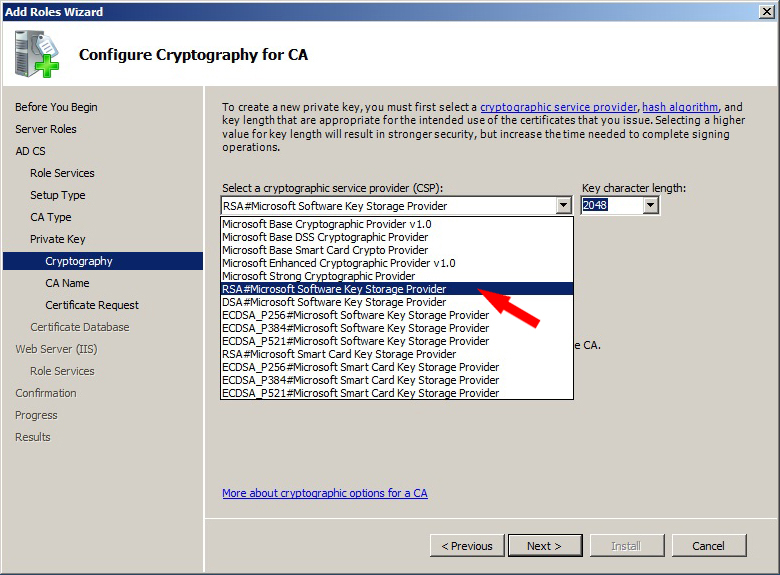 Add Roles Wizard
Configure Cryptography for CA
Before You Begin
Server Roles
AD CS
Role Services
Setup Type
CA Type
Private Key
Cryptography
CA Name
Certificate Request
Certificate Database
Web Server (IIS)
Role Services
Confirmation
Progress
Results
To create a new private key, you must first select a cryptographic service provider, hash algorithm, and
key length that are appropriate for the intended use of the certificates that you issue. Selecting a higher
value for key length will result in stronger security, but increase the time needed to complete signing
operations.
Select a cryptographic service provider (CSP):
Key character length:
RSA#Microsoft Software Key Storage Provider
2048
Microsoft Base Cryptographic Provider v1.0
Microsoft Base DSS Cryptographic Provider
Microsoft Base Smart Card Crypto Provider
Microsoft Enhanced Cryptographic Provider v1.0
Microsoft Strong Cryptographic Provider
RSA#Microsoft Software Key Storage Provider
DSA#Microsoft Software Key Storage Provider
ECDSA_P256#Microsoft Software Key Storage Provider
ECDSA_P384#Microsoft Software Key Storage Provider
ECDSA_P521#Microsoft Software Key Storage Provider
RSA#Microsoft Smart Card Key Storage Provider
ECDSA_P256#Microsoft Smart Card Key Storage Provider
ECDSA_P384#Microsoft Smart Card Key Storage Provider
ECDSA_P521#Microsoft Smart Card Key Storage Provider
e CA.
More about cryptographic options for a CA
< Previous
Next >
Install
Cancel